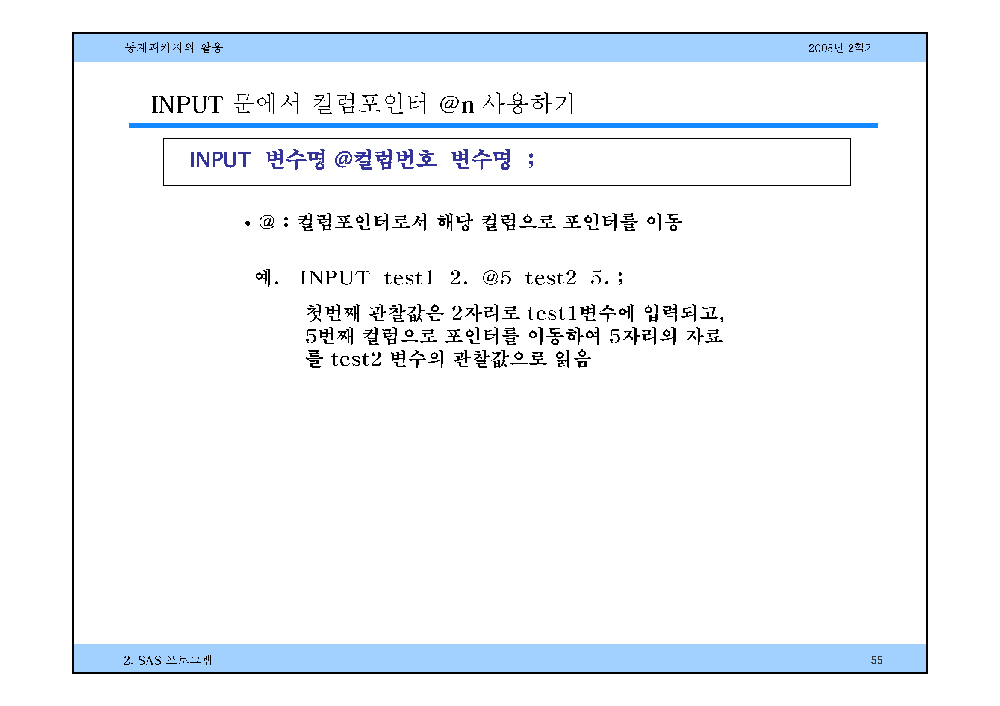 통계패키지의 활용
2005년 2학기
INPUT 문에서 컬럼포인터 @n 사용하기
INPUT 변수명 @컬럼번호 변수명 ;
• @ : 컬럼포인터로서 해당 컬럼으로 포인터를 이동
예. INPUT test1 2. @5 test2 5. ;
첫번째 관찰값은 2자리로 test1변수에 입력되고,
5번째 컬럼으로 포인터를 이동하여 5자리의 자료
를 test2 변수의 관찰값으로 읽음
2. SAS 프로그램
55